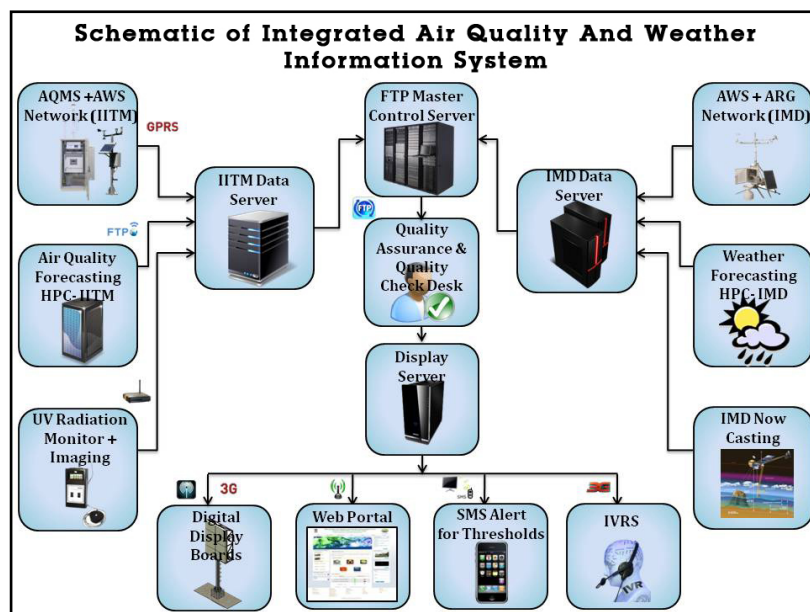 Schematic of Integrated Air Quality And Weather
Information System
AQMS +AWS
Network (IITM)
GPRS
FTP Master
Control Server
AWS + ARG
Network (IMD)
IITM Data
Server
IMD Data
Server
FTP
FTP
Air Quality
Forecasting
HPC- IITM
Quality
Assurance &
Quality
Check Desk
Weather
Forecasting
HPC- IMD
Display
Server
UV Radiation
Monitor +
Imaging
IMD Now
Casting
3G
SMS
3G
Digital
Display
Boards
Web Portal
SMS Alert
for Thresholds
IVRS
IVR